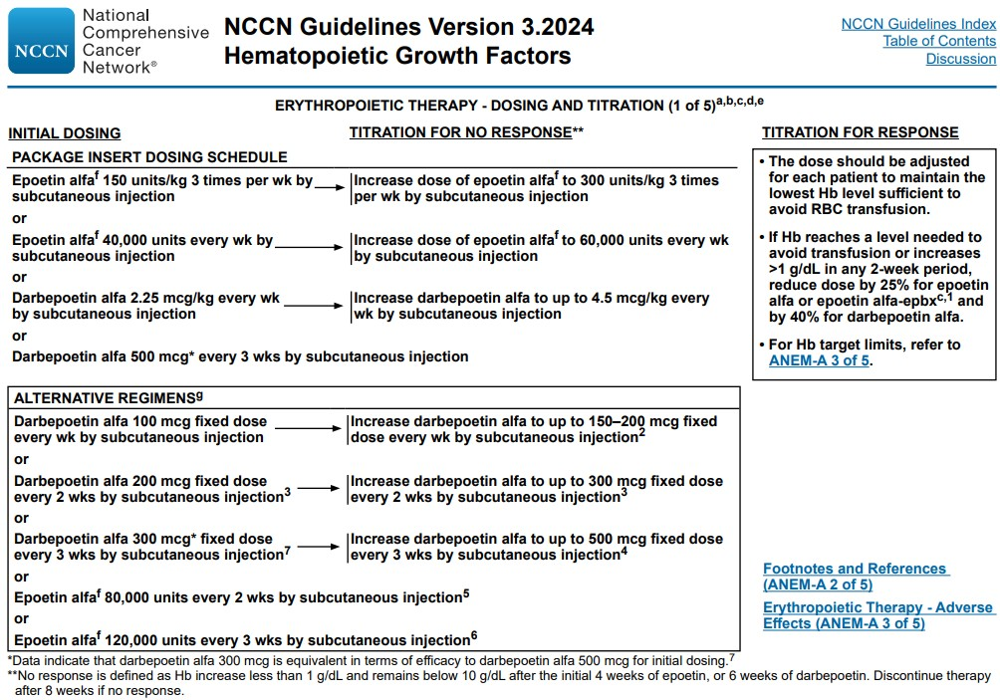 National
Comprehensive
Cancer
Network®
NCCN
NCCN Guidelines Version 3.2024
Hematopoietic Growth Factors
NCCN Guidelines Index
Table of Contents
Discussion
ERYTHROPOIETIC THERAPY - DOSING AND TITRATION (1 of 5)a,b,c,d,e
INITIAL DOSING
TITRATION FOR NO RESPONSE**
PACKAGE INSERT DOSING SCHEDULE
Epoetin alfaf 150 units/kg 3 times per wk by
subcutaneous injection
Increase dose of epoetin alfaf to 300 units/kg 3 times
per wk by subcutaneous injection
or
Epoetin alfaf 40,000 units every wk by
subcutaneous injection
Increase dose of epoetin alfaf to 60,000 units every wk
by subcutaneous injection
or
Darbepoetin alfa 2.25 mcg/kg every wk
by subcutaneous injection
Increase darbepoetin alfa to up to 4.5 mcg/kg every
wk by subcutaneous injection
or
Darbepoetin alfa 500 mcg* every 3 wks by subcutaneous injection
TITRATION FOR RESPONSE
• The dose should be adjusted
for each patient to maintain the
lowest Hb level sufficient to
avoid RBC transfusion.
• If Hb reaches a level needed to
avoid transfusion or increases
>1 g/dL in any 2-week period,
reduce dose by 25% for epoetin
alfa or epoetin alfa-epbxc,1 and
by 40% for darbepoetin alfa.
• For Hb target limits, refer to
ANEM-A 3 of 5.
ALTERNATIVE REGIMENSg
Darbepoetin alfa 100 mcg fixed dose
every wk by subcutaneous injection
Increase darbepoetin alfa to up to 150–200 mcg fixed
dose every wk by subcutaneous injection2
or
Darbepoetin alfa 200 mcg fixed dose
every 2 wks by subcutaneous injection3
Increase darbepoetin alfa to up to 300 mcg fixed dose
every 2 wks by subcutaneous injection3
or
Darbepoetin alfa 300 mcg* fixed dose
every 3 wks by subcutaneous injection7
Increase darbepoetin alfa to up to 500 mcg fixed dose
every 3 wks by subcutaneous injection4
or
Epoetin alfaf 80,000 units every 2 wks by subcutaneous injection5
or
Epoetin alfaf 120,000 units every 3 wks by subcutaneous injection6
Footnotes and References
(ANEM-A 2 of 5)
Erythropoietic Therapy - Adverse
Effects (ANEM-A 3 of 5)
*Data indicate that darbepoetin alfa 300 mcg is equivalent in terms of efficacy to darbepoetin alfa 500 mcg for initial dosing.7
**No response is defined as Hb increase less than 1 g/dL and remains below 10 g/dL after the initial 4 weeks of epoetin, or 6 weeks of darbepoetin. Discontinue therapy
after 8 weeks if no response.